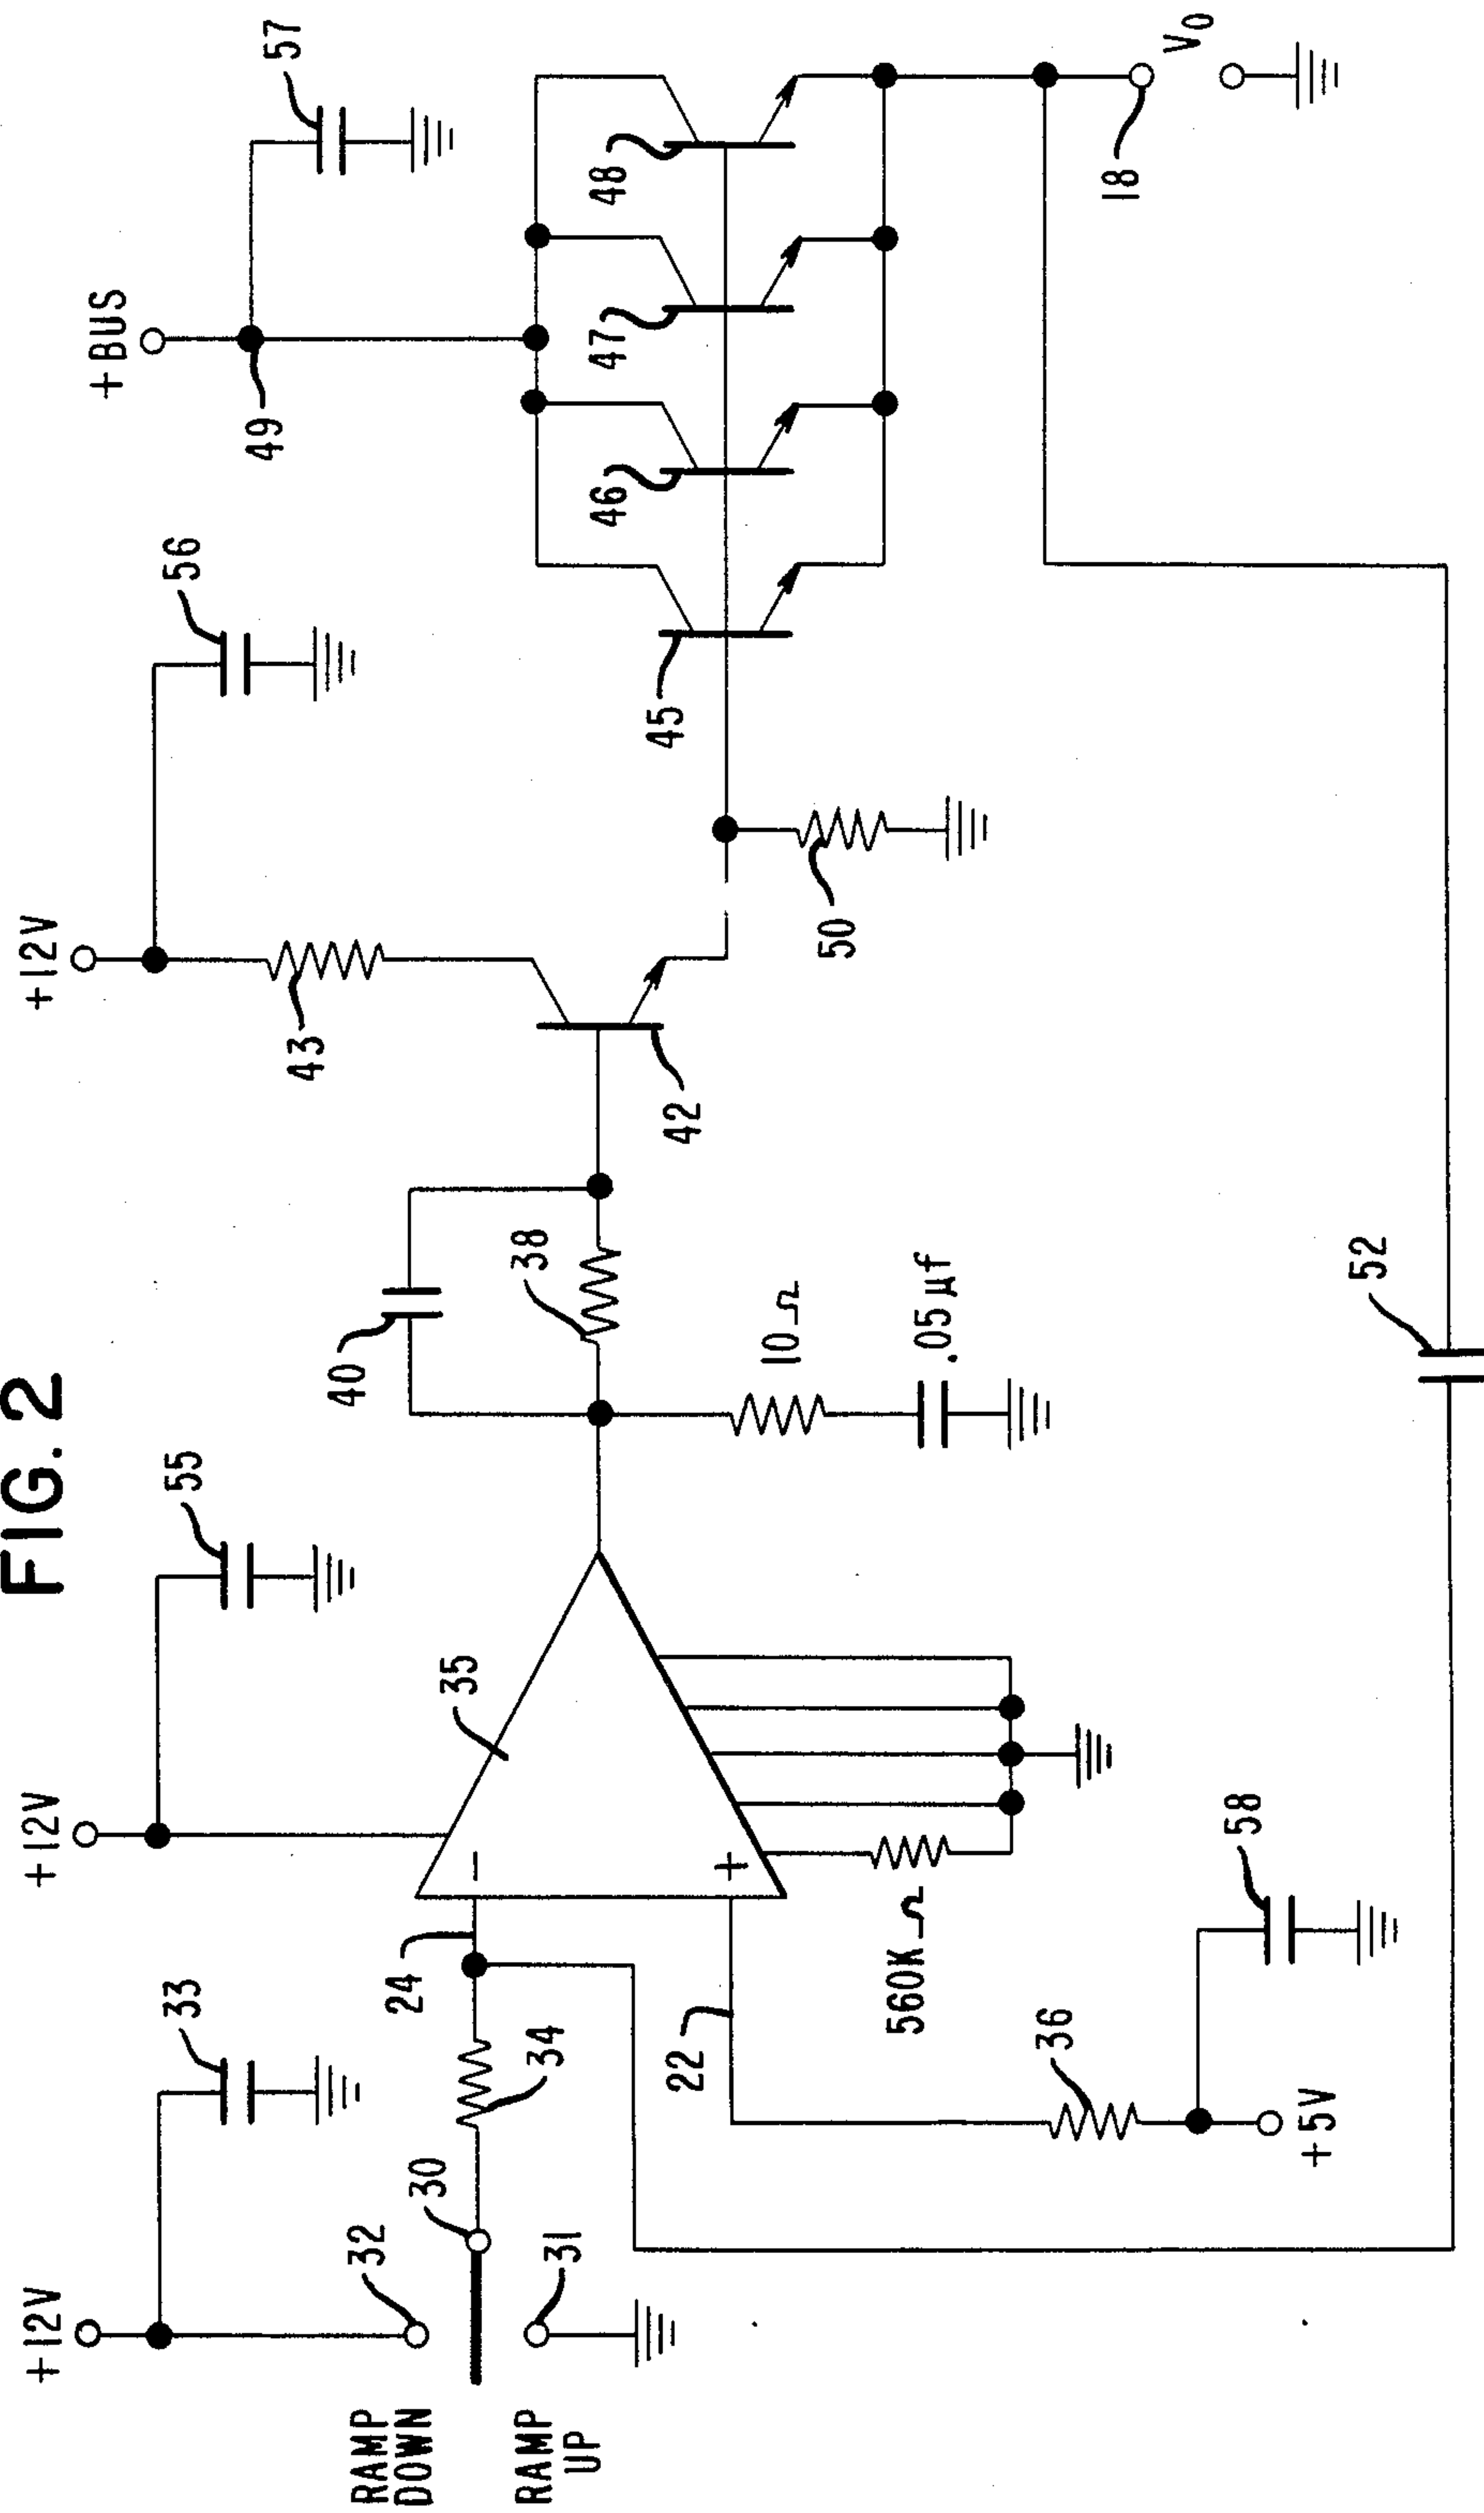 FIG. 2
+12V
33
32
RAMP
DOWN
30
RAMP
UP
31
34
24
22
36
+5V
58
560K Ω
+12V
55
35
40
38
10 Ω
.05 µf
42
+12V
43
56
50
45
46
47
48
+BUS
49
57
52
18
V0
−
+